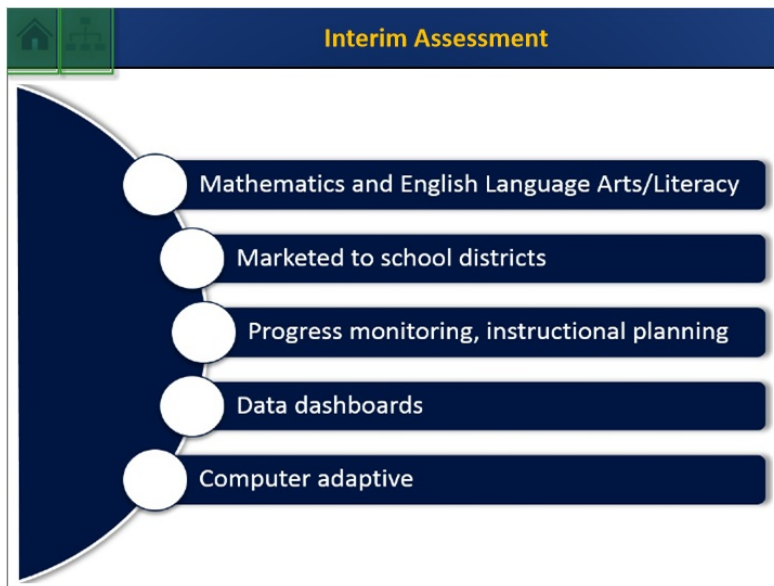 Interim Assessment
Mathematics and English Language Arts/Literacy
Marketed to school districts
Progress monitoring, instructional planning
Data dashboards
Computer adaptive